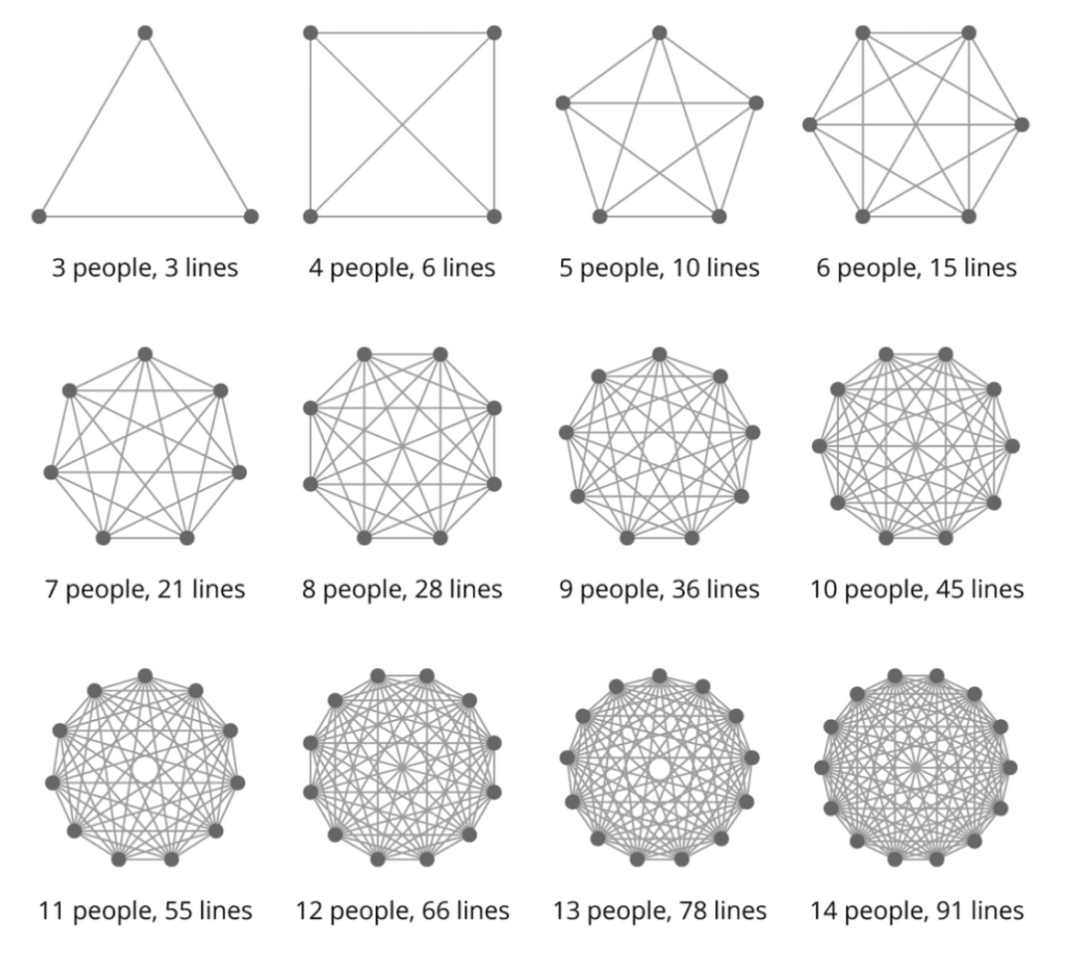 3 people, 3 lines
4 people, 6 lines
5 people, 10 lines
6 people, 15 lines
7 people, 21 lines
8 people, 28 lines
9 people, 36 lines
10 people, 45 lines
11 people, 55 lines
12 people, 66 lines
13 people, 78 lines
14 people, 91 lines